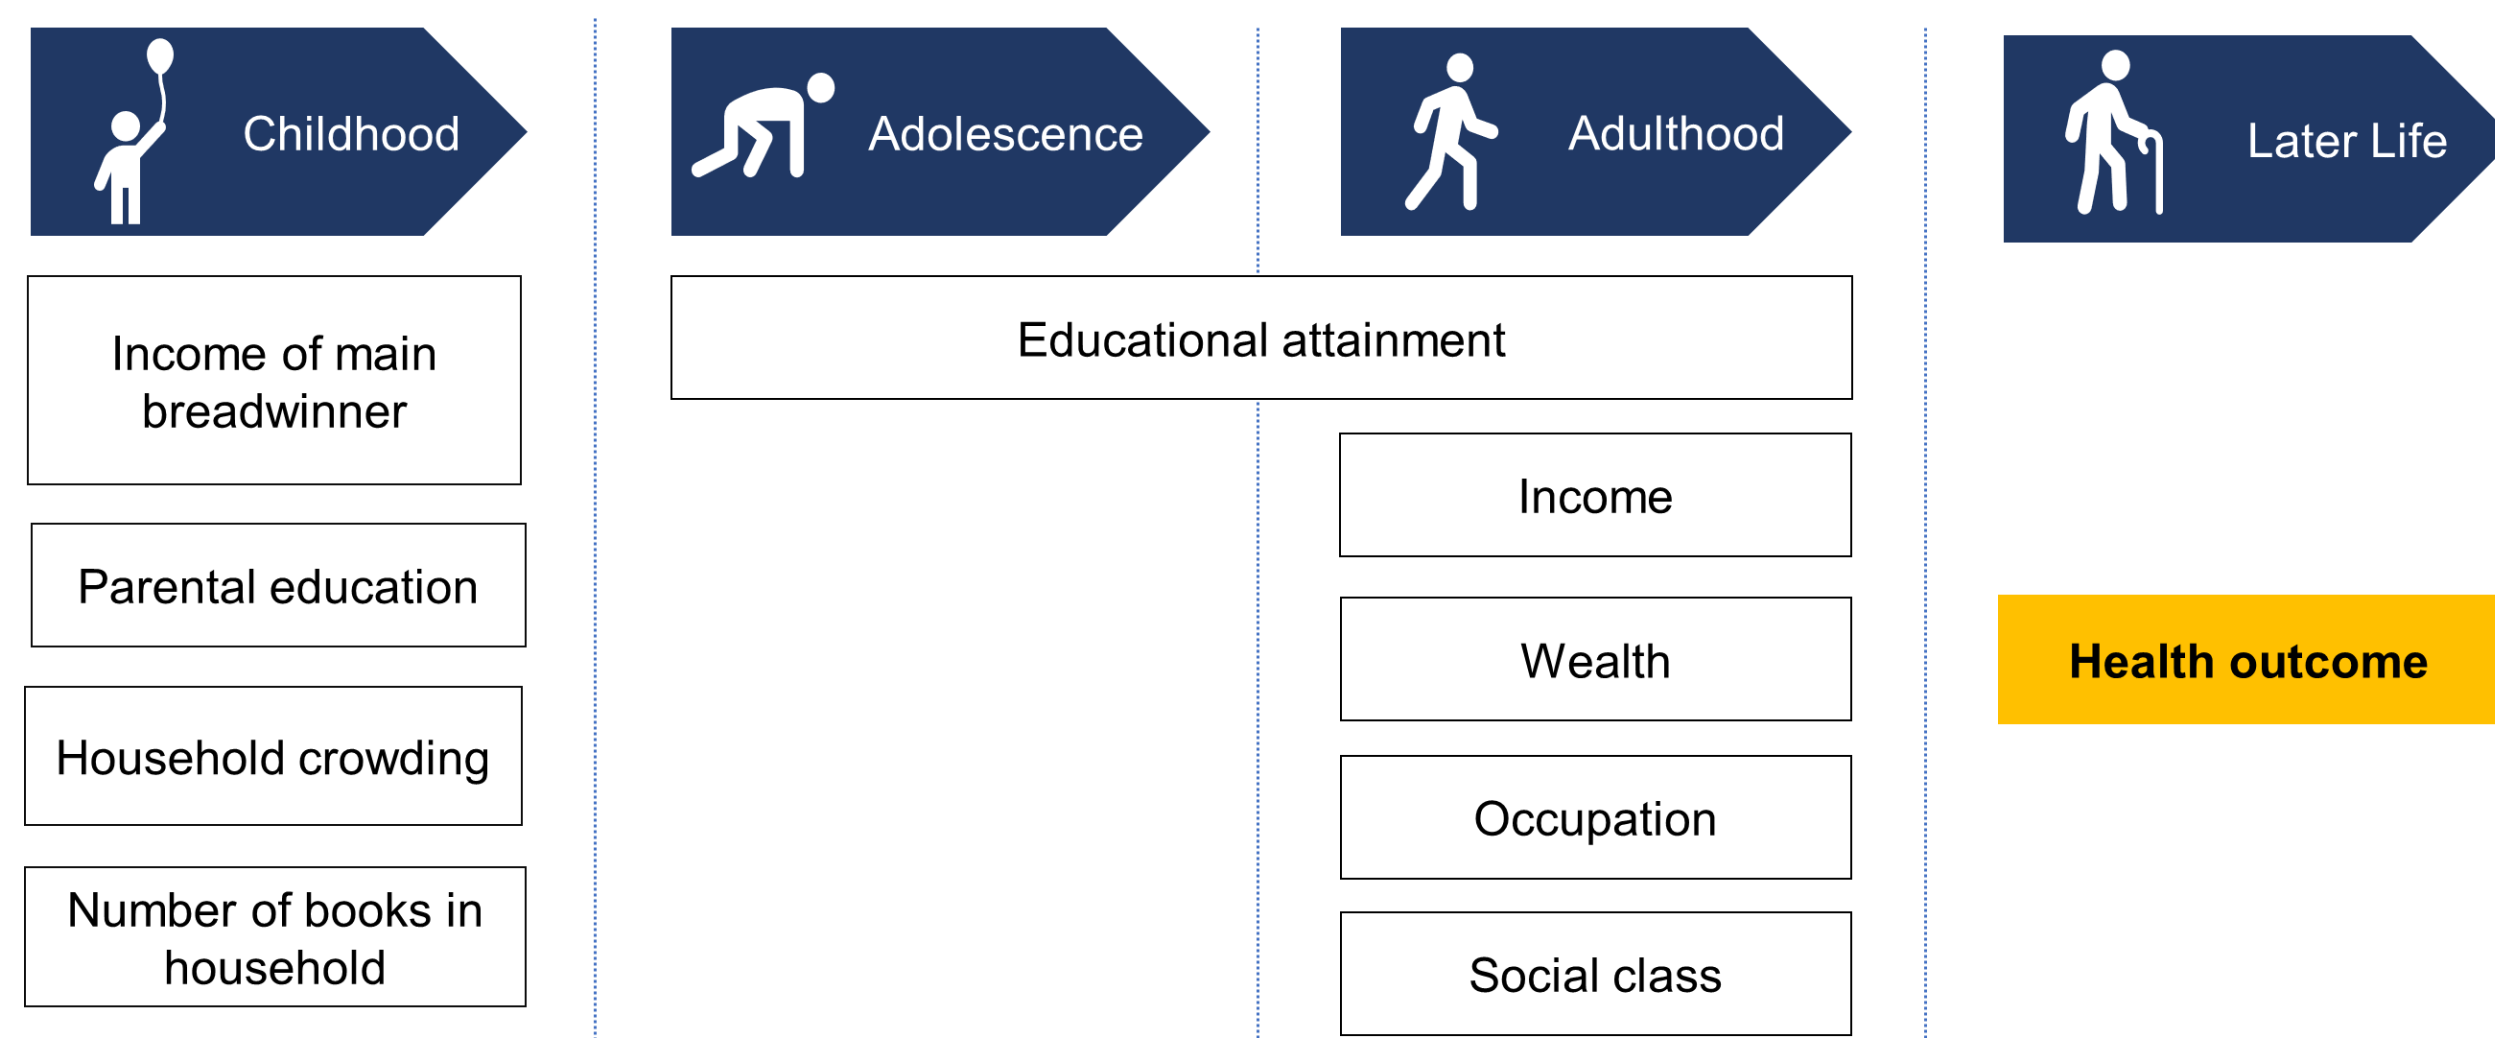 Childhood
Adolescence
Adulthood
Later Life
Income of main
breadwinner
Parental education
Household crowding
Number of books in
household
Educational attainment
Income
Wealth
Occupation
Social class
Health outcome